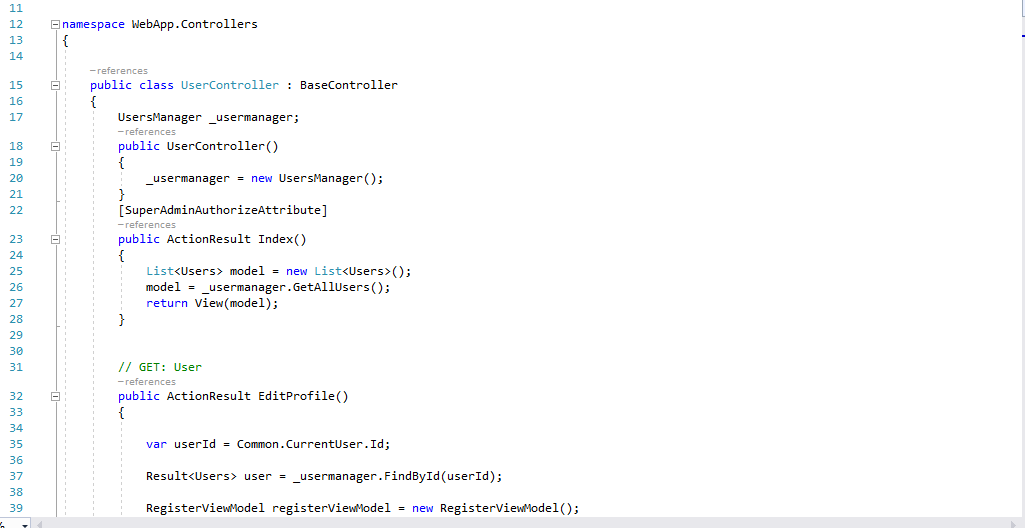 11
12 namespace WebApp.Controllers
13 {
14
–references
15 public class UserController : BaseController
16 {
17 UsersManager _usermanager;
–references
18 public UserController()
19 {
20 _usermanager = new UsersManager();
21 }
22 [SuperAdminAuthorizeAttribute]
–references
23 public ActionResult Index()
24 {
25 List<Users> model = new List<Users>();
26 model = _usermanager.GetAllUsers();
27 return View(model);
28 }
29
30
31 // GET: User
–references
32 public ActionResult EditProfile()
33 {
34
35 var userId = Common.CurrentUser.Id;
36
37 Result<Users> user = _usermanager.FindById(userId);
38
39 RegisterViewModel registerViewModel = new RegisterViewModel();
%